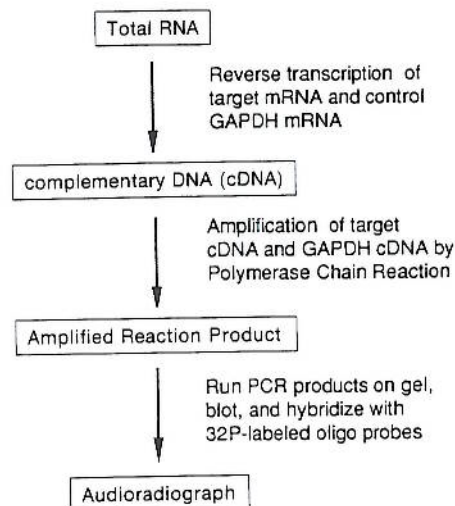 Total RNA
Reverse transcription of
target mRNA and control
GAPDH mRNA
complementary DNA (cDNA)
Amplification of target
cDNA and GAPDH cDNA by
Polymerase Chain Reaction
Amplified Reaction Product
Run PCR products on gel,
blot, and hybridize with
32P-labeled oligo probes
Audioradiograph